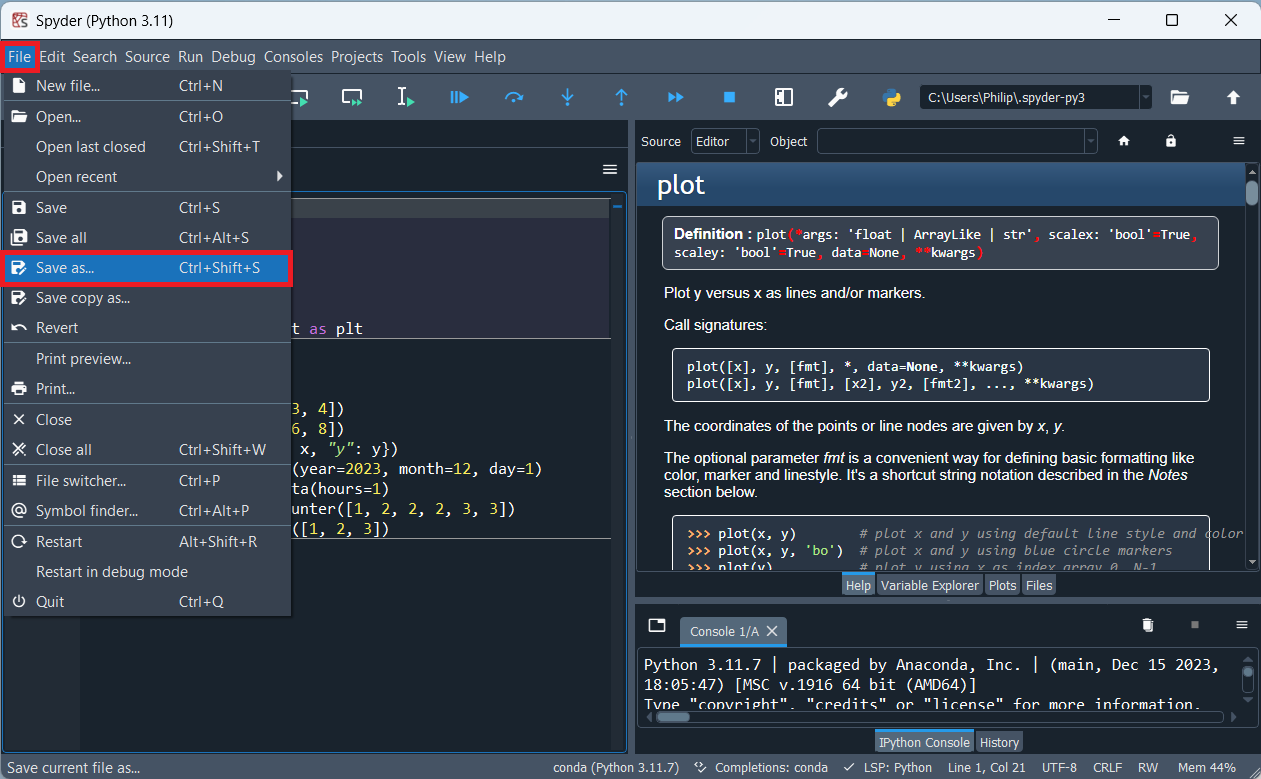 Spyder (Python 3.11)
File Edit Search Source Run Debug Consoles Projects Tools View Help
New file... Ctrl+N
Open... Ctrl+O
Open last closed Ctrl+Shift+T
Open recent
Save Ctrl+S
Save all Ctrl+Alt+S
Save as... Ctrl+Shift+S
Save copy as...
Revert
Print preview...
Print...
Close
Close all Ctrl+Shift+W
File switcher... Ctrl+P
Symbol finder... Ctrl+Alt+P
Restart Alt+Shift+R
Restart in debug mode
Quit Ctrl+Q
t as plt
3, 4])
6, 8])
x, "y": y})
(year=2023, month=12, day=1)
ta(hours=1)
unter([1, 2, 2, 2, 3, 3])
([1, 2, 3])
C:\Users\Philip\.spyder-py3
Source Editor Object
plot
Definition : plot(*args: 'float | ArrayLike | str', scalex: 'bool'=True,
scaley: 'bool'=True, data=None, **kwargs)
Plot y versus x as lines and/or markers.
Call signatures:
plot([x], y, [fmt], *, data=None, **kwargs)
plot([x], y, [fmt], [x2], y2, [fmt2], ..., **kwargs)
The coordinates of the points or line nodes are given by x, y.
The optional parameter fmt is a convenient way for defining basic formatting like
color, marker and linestyle. It's a shortcut string notation described in the Notes
section below.
>>> plot(x, y) # plot x and y using default line style and color
>>> plot(x, y, 'bo') # plot x and y using blue circle markers
>>> plot(y) # plot y using x as index array 0..N-1
Help Variable Explorer Plots Files
Console 1/A
Python 3.11.7 | packaged by Anaconda, Inc. | (main, Dec 15 2023,
18:05:47) [MSC v.1916 64 bit (AMD64)]
Type "copyright", "credits" or "license" for more information.
IPython Console History
Save current file as... conda (Python 3.11.7) Completions: conda LSP: Python Line 1, Col 21 UTF-8 CRLF RW Mem 44%